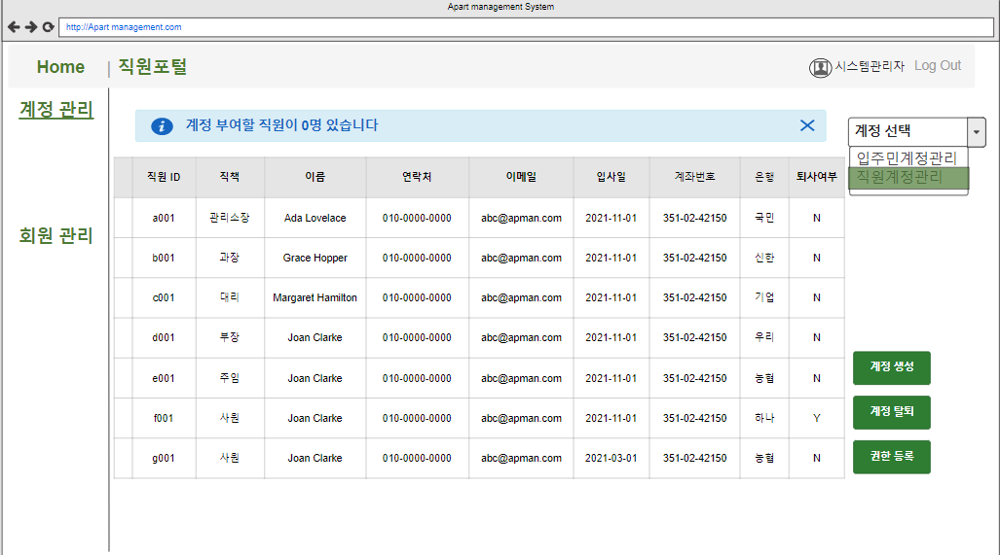 Apart management System
http://Apart management.com
Home | 직원포털 시스템관리자 Log Out
계정 관리
회원 관리
계정 부여할 직원이 0명 있습니다
계정 선택
입주민계정관리
직원계정관리
직원 ID 직책 이름 연락처 이메일 입사일 계좌번호 은행 퇴사여부
a001 관리소장 Ada Lovelace 010-0000-0000 abc@apman.com 2021-11-01 351-02-42150 국민 N
b001 과장 Grace Hopper 010-0000-0000 abc@apman.com 2021-11-01 351-02-42150 신한 N
c001 대리 Margaret Hamilton 010-0000-0000 abc@apman.com 2021-11-01 351-02-42150 기업 N
d001 부장 Joan Clarke 010-0000-0000 abc@apman.com 2021-11-01 351-02-42150 우리 N
e001 주임 Joan Clarke 010-0000-0000 abc@apman.com 2021-11-01 351-02-42150 농협 N
f001 사원 Joan Clarke 010-0000-0000 abc@apman.com 2021-11-01 351-02-42150 하나 Y
g001 사원 Joan Clarke 010-0000-0000 abc@apman.com 2021-03-01 351-02-42150 농협 N
계정 생성
계정 탈퇴
권한 등록